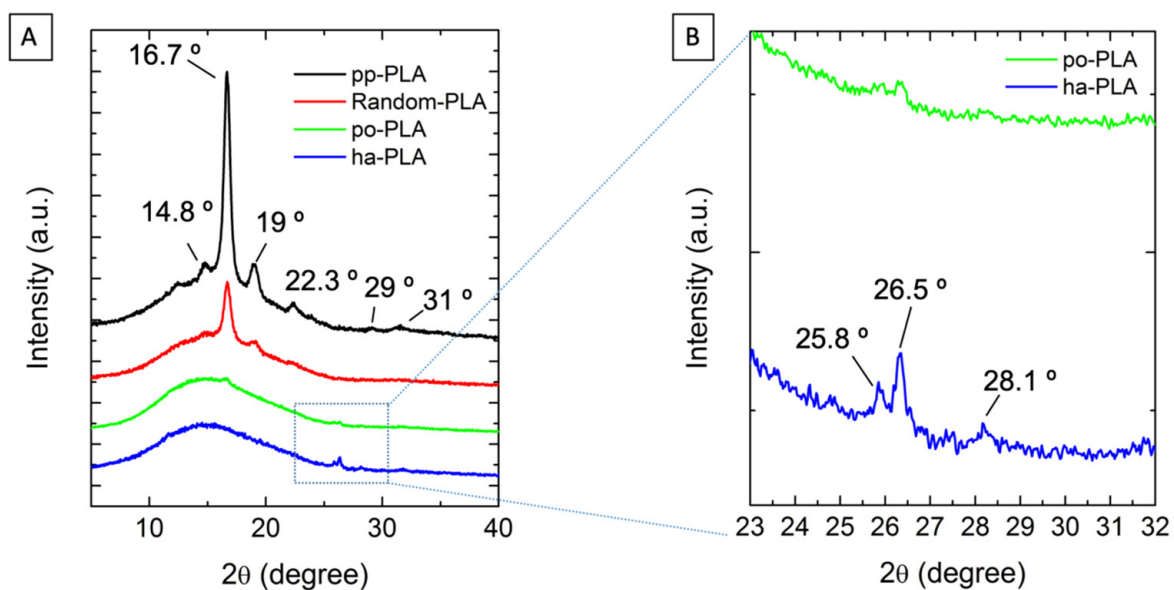 A
16.7 º
pp-PLA
Random-PLA
po-PLA
ha-PLA
14.8 º
19 º
22.3 º
29 º
31 º
Intensity (a.u.)
10 20 30 40
2θ (degree)
B
po-PLA
ha-PLA
26.5 º
25.8 º
28.1 º
Intensity (a.u.)
23 24 25 26 27 28 29 30 31 32
2θ (degree)